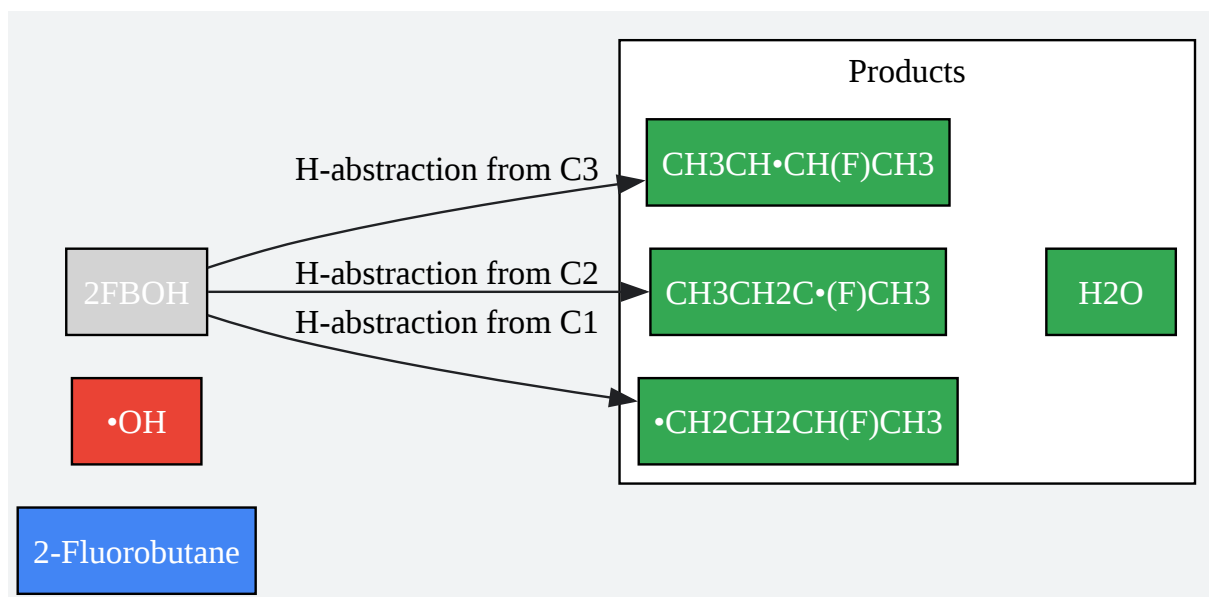 Products
CH3CH•CH(F)CH3
H-abstraction from C3
2FBOH
H-abstraction from C2
CH3CH2C•(F)CH3
H2O
H-abstraction from C1
•OH
•CH2CH2CH(F)CH3
2-Fluorobutane